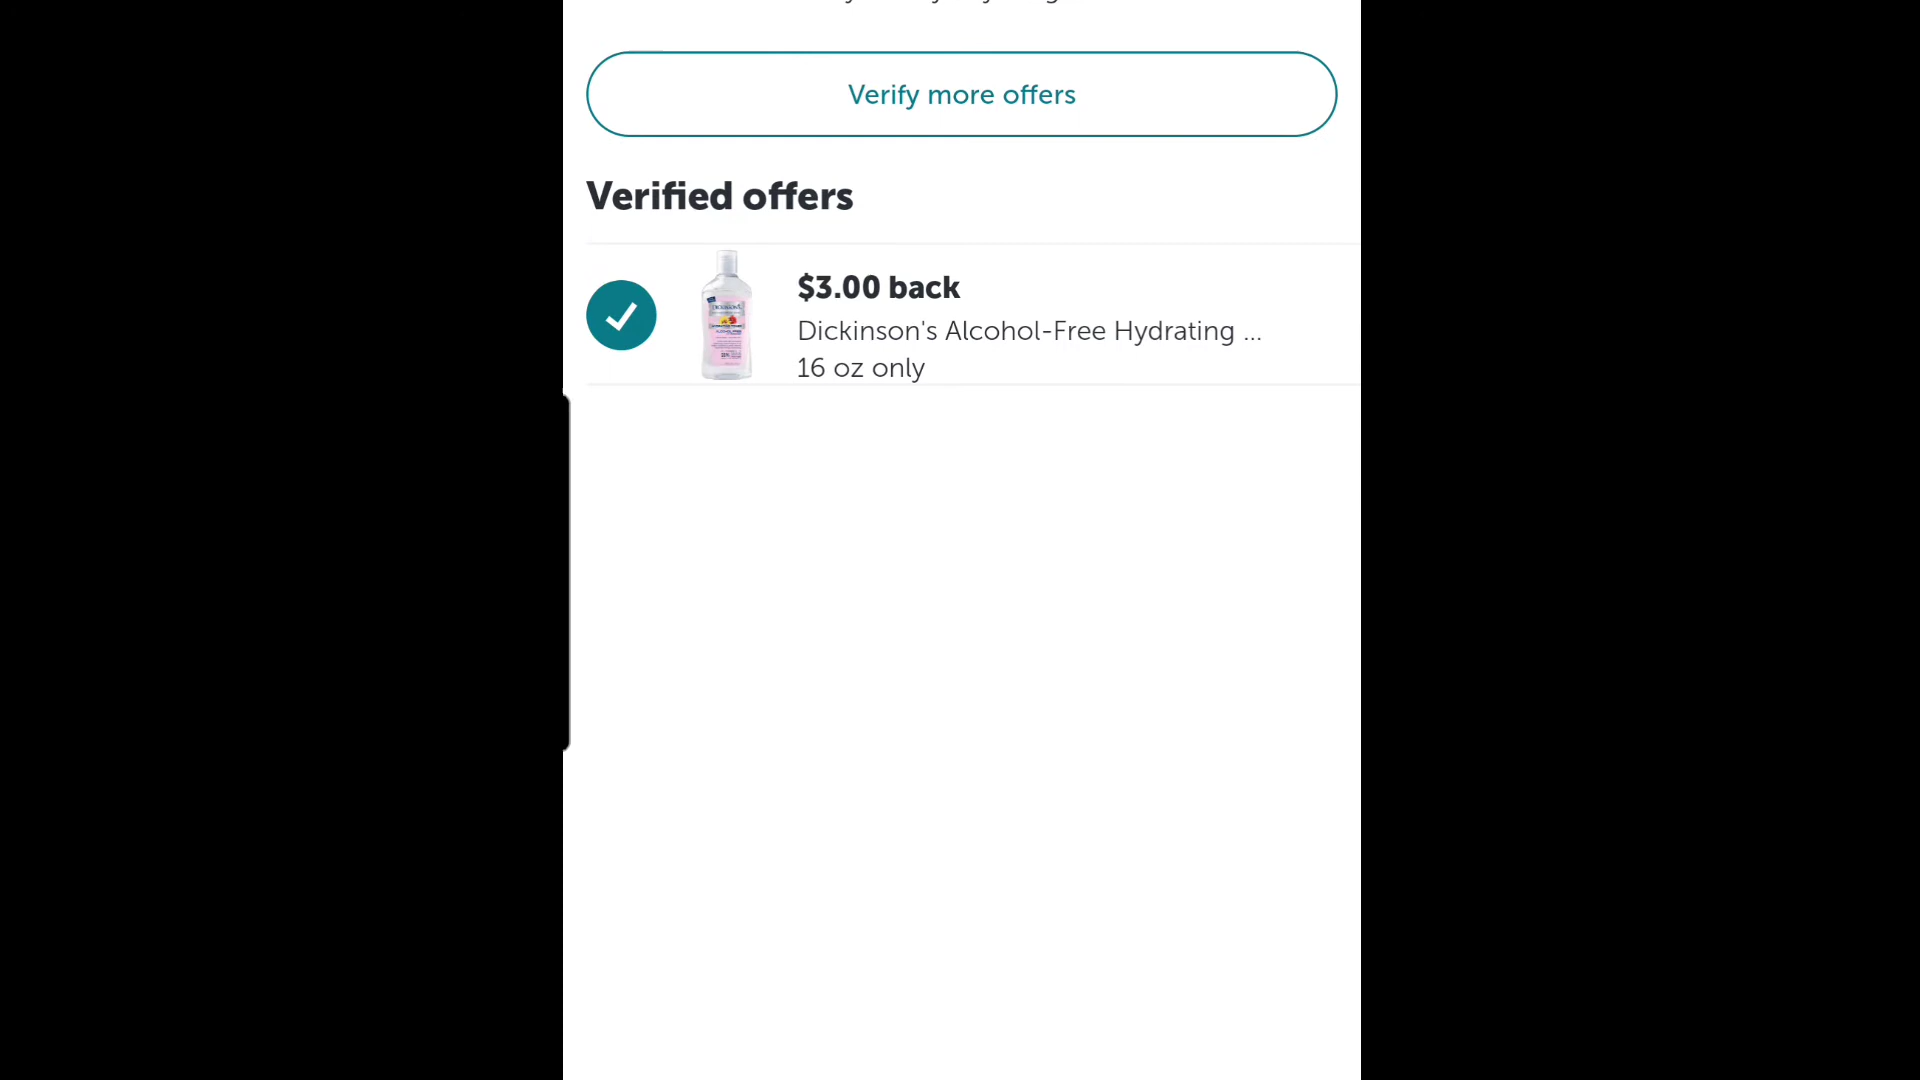 Verify more offers
Verified offers
$3.00 back
Dickinson's Alcohol-Free Hydrating ...
16 oz only